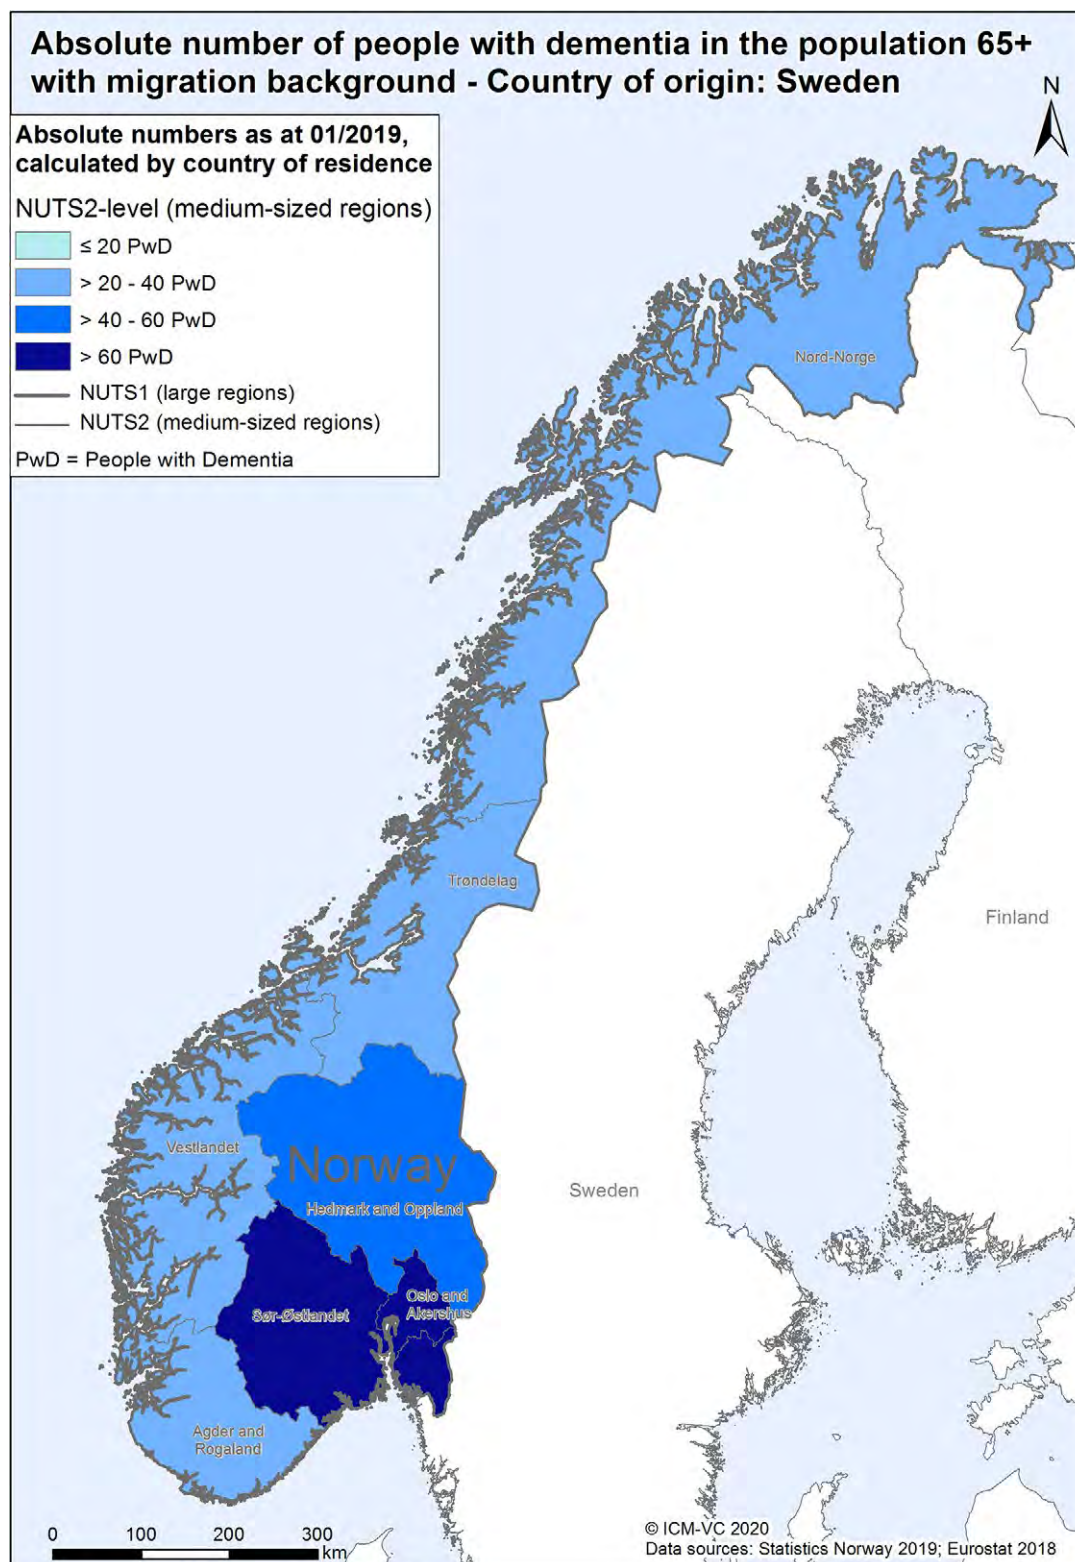 Absolute number of people with dementia in the population 65+
with migration background - Country of origin: Sweden
N
Absolute numbers as at 01/2019,
calculated by country of residence
NUTS2-level (medium-sized regions)
≤ 20 PwD
> 20 - 40 PwD
> 40 - 60 PwD
> 60 PwD
NUTS1 (large regions)
NUTS2 (medium-sized regions)
PwD = People with Dementia
Nord-Norge
Trøndelag
Finland
Vestlandet
Norway
Sweden
Hedmark and Oppland
Oslo and
Akershus
Sør-Østlandet
Agder and
Rogaland
0 100 200 300
km
© ICM-VC 2020
Data sources: Statistics Norway 2019; Eurostat 2018